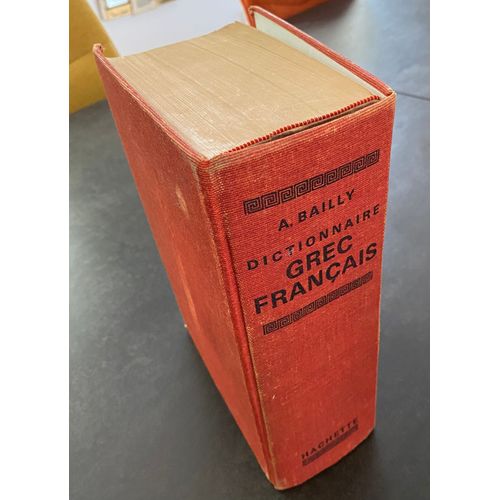 A. BAILLY
DICTIONNAIRE
GREC
FRANÇAIS
HACHETTE